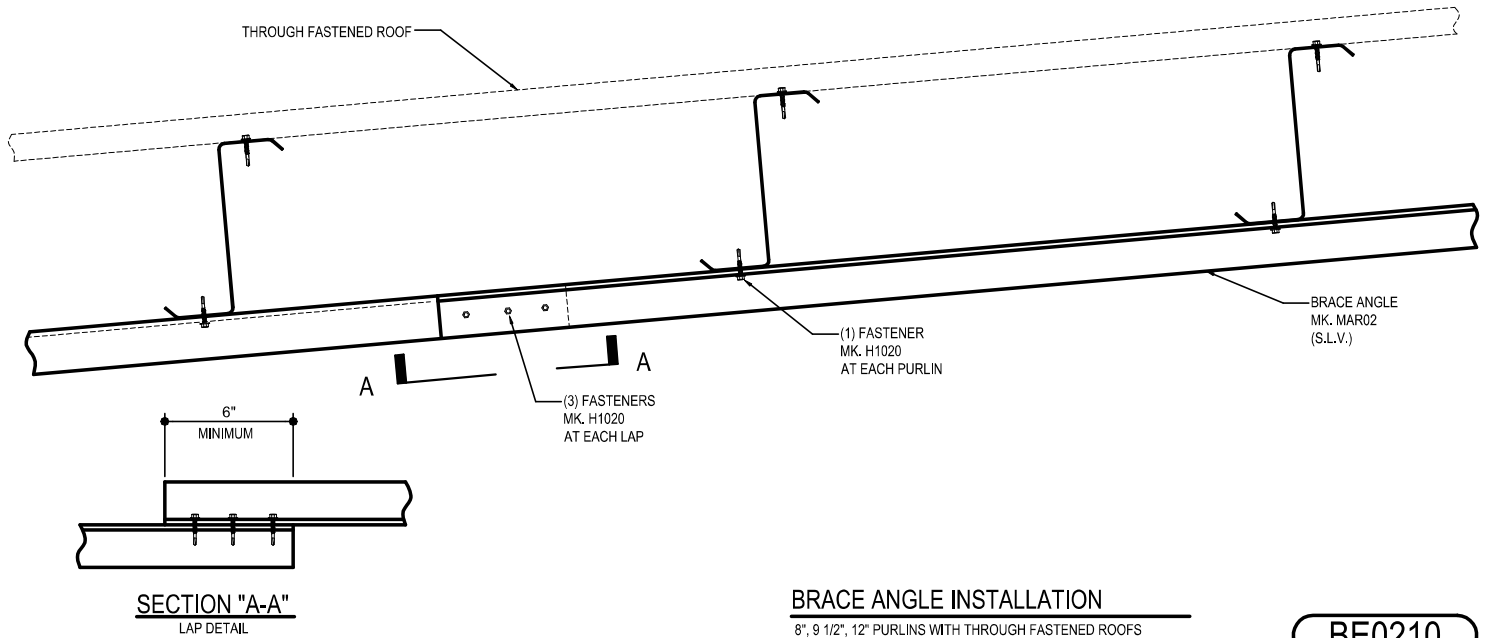 THROUGH FASTENED ROOF
BRACE ANGLE
MK. MAR02
(S.L.V.)
(1) FASTENER
MK. H1020
AT EACH PURLIN
A
A
(3) FASTENERS
MK. H1020
AT EACH LAP
6"
MINIMUM
SECTION "A-A"
LAP DETAIL
BRACE ANGLE INSTALLATION
8", 9 1/2", 12" PURLINS WITH THROUGH FASTENED ROOFS
BE0210